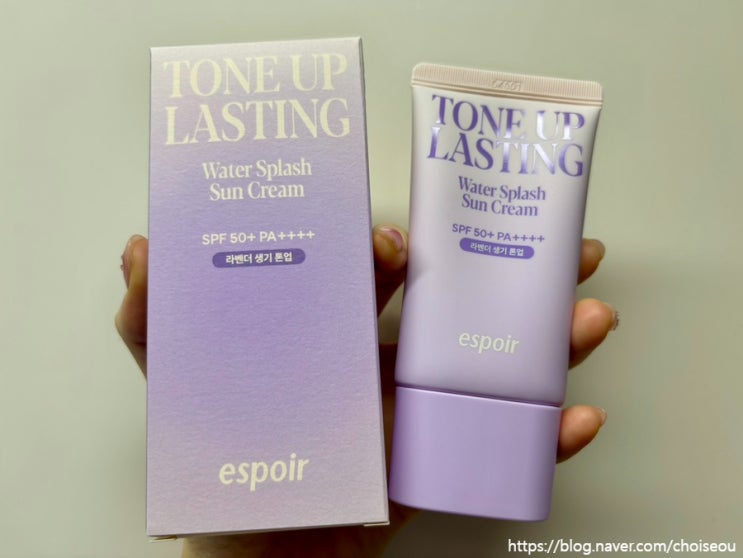 TONE UP
LASTING
Water Splash
Sun Cream
SPF 50+ PA++++
라벤더 생기 톤업
espoir
TONE UP
LASTING
Water Splash
Sun Cream
SPF 50+ PA++++
라벤더 생기 톤업
espoir
https://blog.naver.com/choiseou